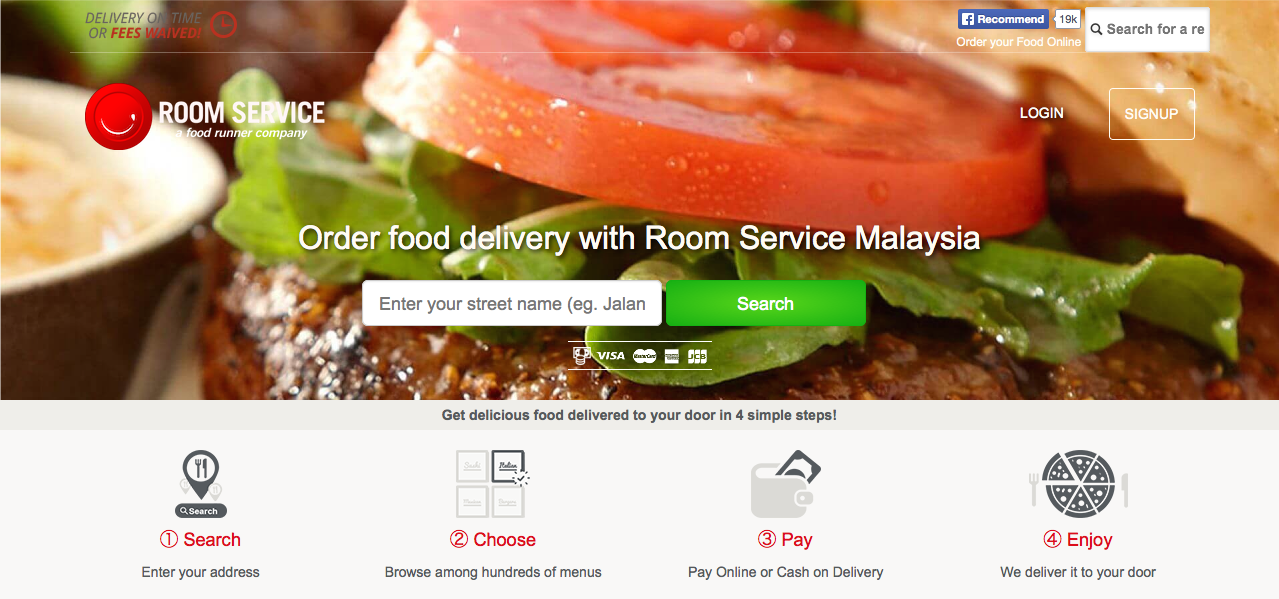 DELIVERY ON TIME
OR FEES WAIVED!
Recommend 19k
Order your Food Online
Search for a re
ROOM SERVICE
a food runner company
LOGIN
SIGNUP
Order food delivery with Room Service Malaysia
Enter your street name (eg. Jalan
Search
VISA MasterCard JCB
Get delicious food delivered to your door in 4 simple steps!
Sushi Italian
Search
① Search
② Choose
③ Pay
④ Enjoy
Enter your address
Browse among hundreds of menus
Pay Online or Cash on Delivery
We deliver it to your door